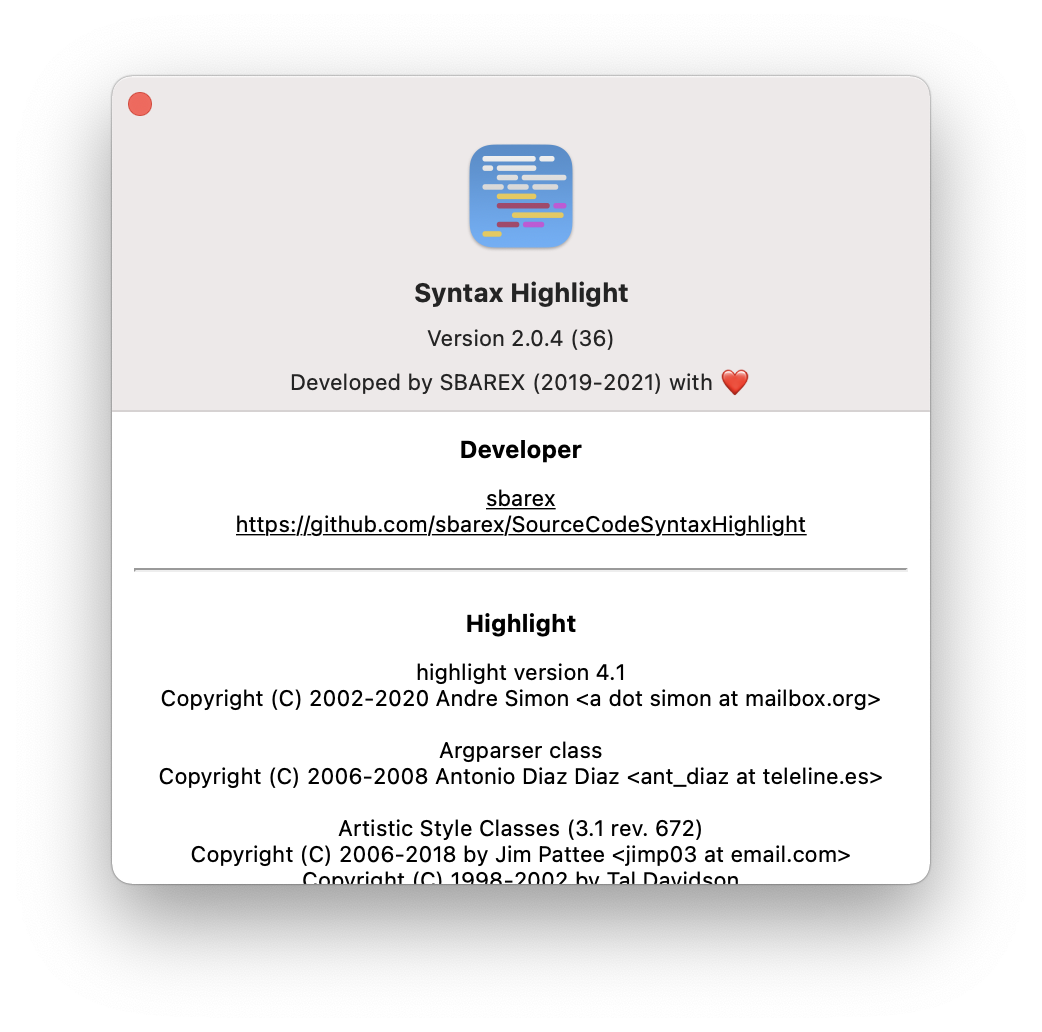 Syntax Highlight
Version 2.0.4 (36)
Developed by SBAREX (2019-2021) with ❤️
Developer
sbarex
https://github.com/sbarex/SourceCodeSyntaxHighlight
Highlight
highlight version 4.1
Copyright (C) 2002-2020 Andre Simon <a dot simon at mailbox.org>
Argparser class
Copyright (C) 2006-2008 Antonio Diaz Diaz <ant_diaz at teleline.es>
Artistic Style Classes (3.1 rev. 672)
Copyright (C) 2006-2018 by Jim Pattee <jimp03 at email.com>
Copyright (C) 1998-2002 by Tal Davidson